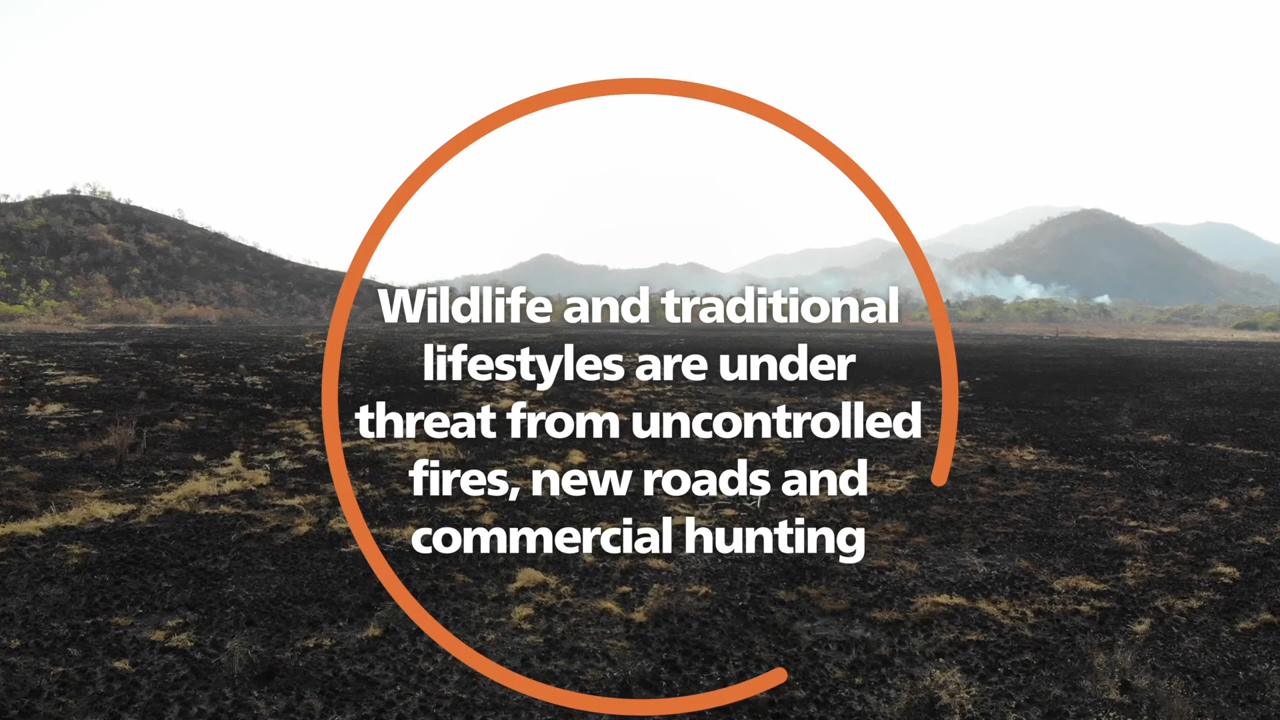 Wildlife and traditional
lifestyles are under
threat from uncontrolled
fires, new roads and
commercial hunting